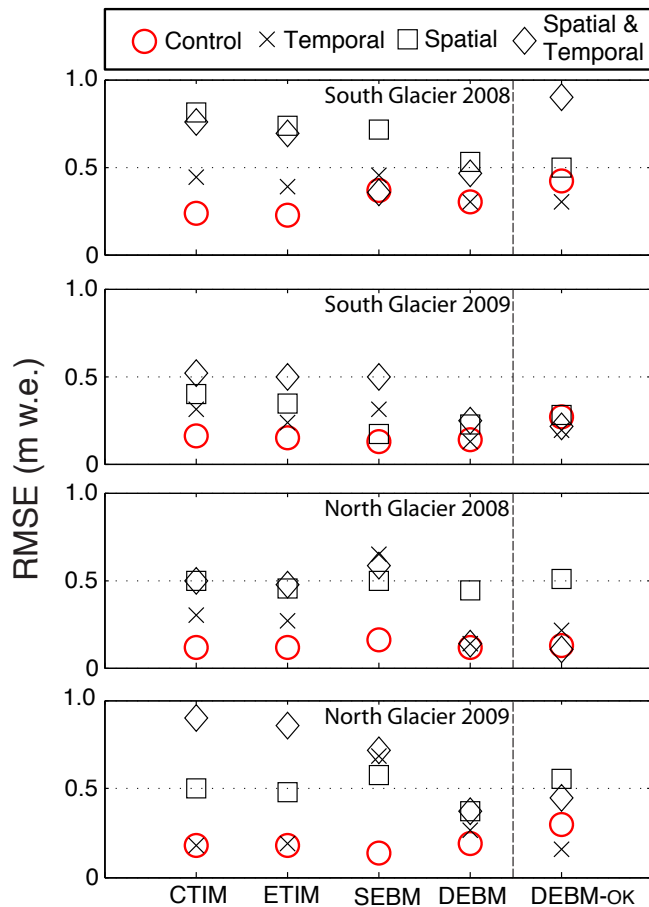 Control Temporal Spatial Spatial &
Temporal
1.0
South Glacier 2008
0.5
0
1.0
South Glacier 2009
0.5
0
1.0
North Glacier 2008
0.5
0
1.0
North Glacier 2009
0.5
0
RMSE (m w.e.)
CTIM ETIM SEBM DEBM DEBM-OK